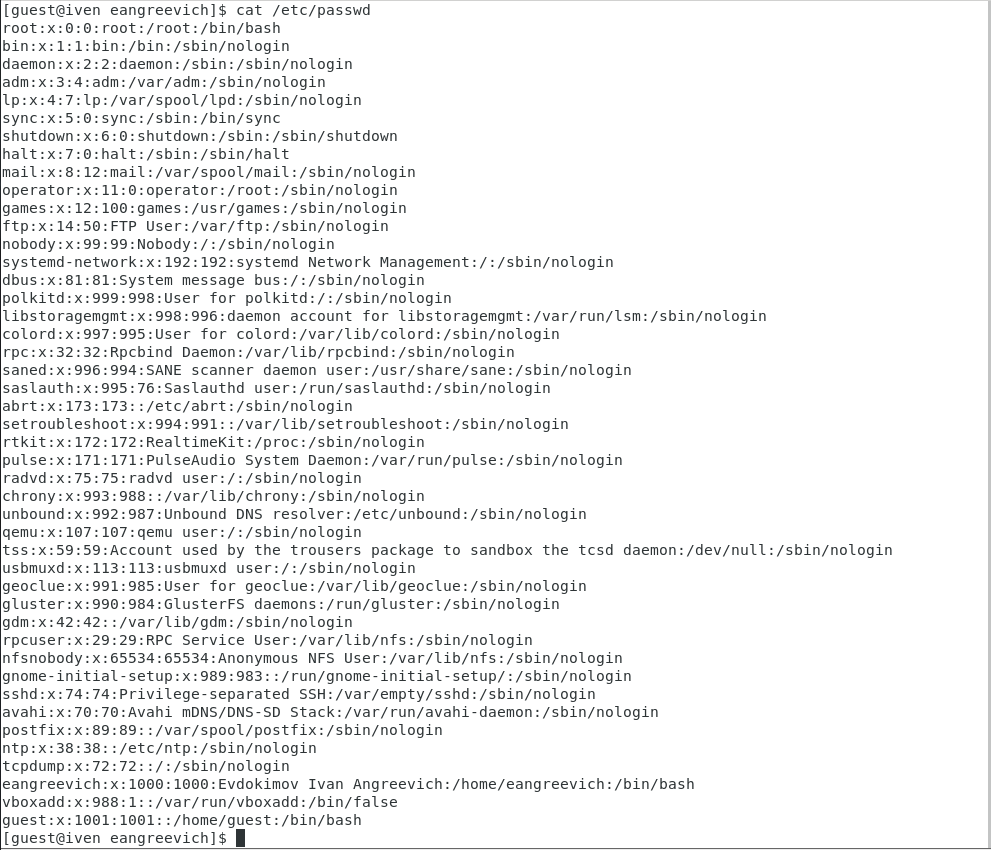 [guest@iven eangreevich]$ cat /etc/passwd
root:x:0:0:root:/root:/bin/bash
bin:x:1:1:bin:/bin:/sbin/nologin
daemon:x:2:2:daemon:/sbin:/sbin/nologin
adm:x:3:4:adm:/var/adm:/sbin/nologin
lp:x:4:7:lp:/var/spool/lpd:/sbin/nologin
sync:x:5:0:sync:/sbin:/bin/sync
shutdown:x:6:0:shutdown:/sbin:/sbin/shutdown
halt:x:7:0:halt:/sbin:/sbin/halt
mail:x:8:12:mail:/var/spool/mail:/sbin/nologin
operator:x:11:0:operator:/root:/sbin/nologin
games:x:12:100:games:/usr/games:/sbin/nologin
ftp:x:14:50:FTP User:/var/ftp:/sbin/nologin
nobody:x:99:99:Nobody:/:/sbin/nologin
systemd-network:x:192:192:systemd Network Management:/:/sbin/nologin
dbus:x:81:81:System message bus:/:/sbin/nologin
polkitd:x:999:998:User for polkitd:/:/sbin/nologin
libstoragemgmt:x:998:996:daemon account for libstoragemgmt:/var/run/lsm:/sbin/nologin
colord:x:997:995:User for colord:/var/lib/colord:/sbin/nologin
rpc:x:32:32:Rpcbind Daemon:/var/lib/rpcbind:/sbin/nologin
saned:x:996:994:SANE scanner daemon user:/usr/share/sane:/sbin/nologin
saslauth:x:995:76:Saslauthd user:/run/saslauthd:/sbin/nologin
abrt:x:173:173::/etc/abrt:/sbin/nologin
setroubleshoot:x:994:991::/var/lib/setroubleshoot:/sbin/nologin
rtkit:x:172:172:RealtimeKit:/proc:/sbin/nologin
pulse:x:171:171:PulseAudio System Daemon:/var/run/pulse:/sbin/nologin
radvd:x:75:75:radvd user:/:/sbin/nologin
chrony:x:993:988::/var/lib/chrony:/sbin/nologin
unbound:x:992:987:Unbound DNS resolver:/etc/unbound:/sbin/nologin
qemu:x:107:107:qemu user:/:/sbin/nologin
tss:x:59:59:Account used by the trousers package to sandbox the tcsd daemon:/dev/null:/sbin/nologin
usbmuxd:x:113:113:usbmuxd user:/:/sbin/nologin
geoclue:x:991:985:User for geoclue:/var/lib/geoclue:/sbin/nologin
gluster:x:990:984:GlusterFS daemons:/run/gluster:/sbin/nologin
gdm:x:42:42::/var/lib/gdm:/sbin/nologin
rpcuser:x:29:29:RPC Service User:/var/lib/nfs:/sbin/nologin
nfsnobody:x:65534:65534:Anonymous NFS User:/var/lib/nfs:/sbin/nologin
gnome-initial-setup:x:989:983::/run/gnome-initial-setup/:/sbin/nologin
sshd:x:74:74:Privilege-separated SSH:/var/empty/sshd:/sbin/nologin
avahi:x:70:70:Avahi mDNS/DNS-SD Stack:/var/run/avahi-daemon:/sbin/nologin
postfix:x:89:89::/var/spool/postfix:/sbin/nologin
ntp:x:38:38::/etc/ntp:/sbin/nologin
tcpdump:x:72:72::/:/sbin/nologin
eangreevich:x:1000:1000:Evdokimov Ivan Angreevich:/home/eangreevich:/bin/bash
vboxadd:x:988:1::/var/run/vboxadd:/bin/false
guest:x:1001:1001::/home/guest:/bin/bash
[guest@iven eangreevich]$